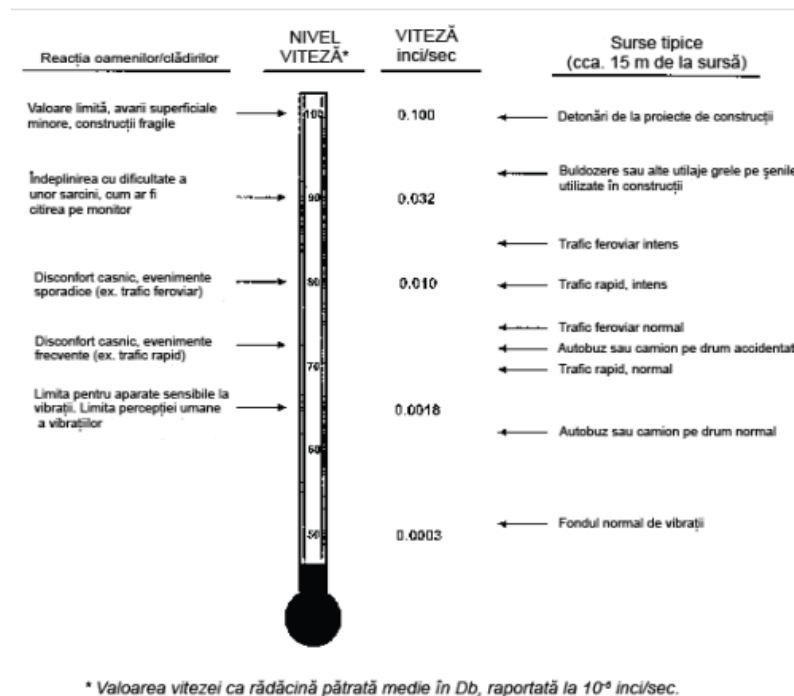 Reacția oamenilor/clădirilor
NIVEL
VITEZĂ*
VITEZĂ
inci/sec
Surse tipice
(cca. 15 m de la sursă)
Valoare limită, avarii superficiale
minore, construcții fragile
100
0.100
Detonări de la proiecte de construcții
Îndeplinirea cu dificultate a
unor sarcini, cum ar fi
citirea pe monitor
90
0.032
Buldozere sau alte utilaje grele pe șenile
utilizate în construcții
Trafic feroviar intens
Disconfort casnic, evenimente
sporadice (ex. trafic feroviar)
80
0.010
Trafic rapid, intens
Trafic feroviar normal
Disconfort casnic, evenimente
frecvente (ex. trafic rapid)
70
Autobuz sau camion pe drum accidentat
Trafic rapid, normal
Limita pentru aparate sensibile la
vibrații. Limita percepției umane
a vibrațiilor
0.0018
60
Autobuz sau camion pe drum normal
50
0.0003
Fondul normal de vibrații
* Valoarea vitezei ca rădăcină pătrată medie în Db, raportată la 10⁻⁶ inci/sec.